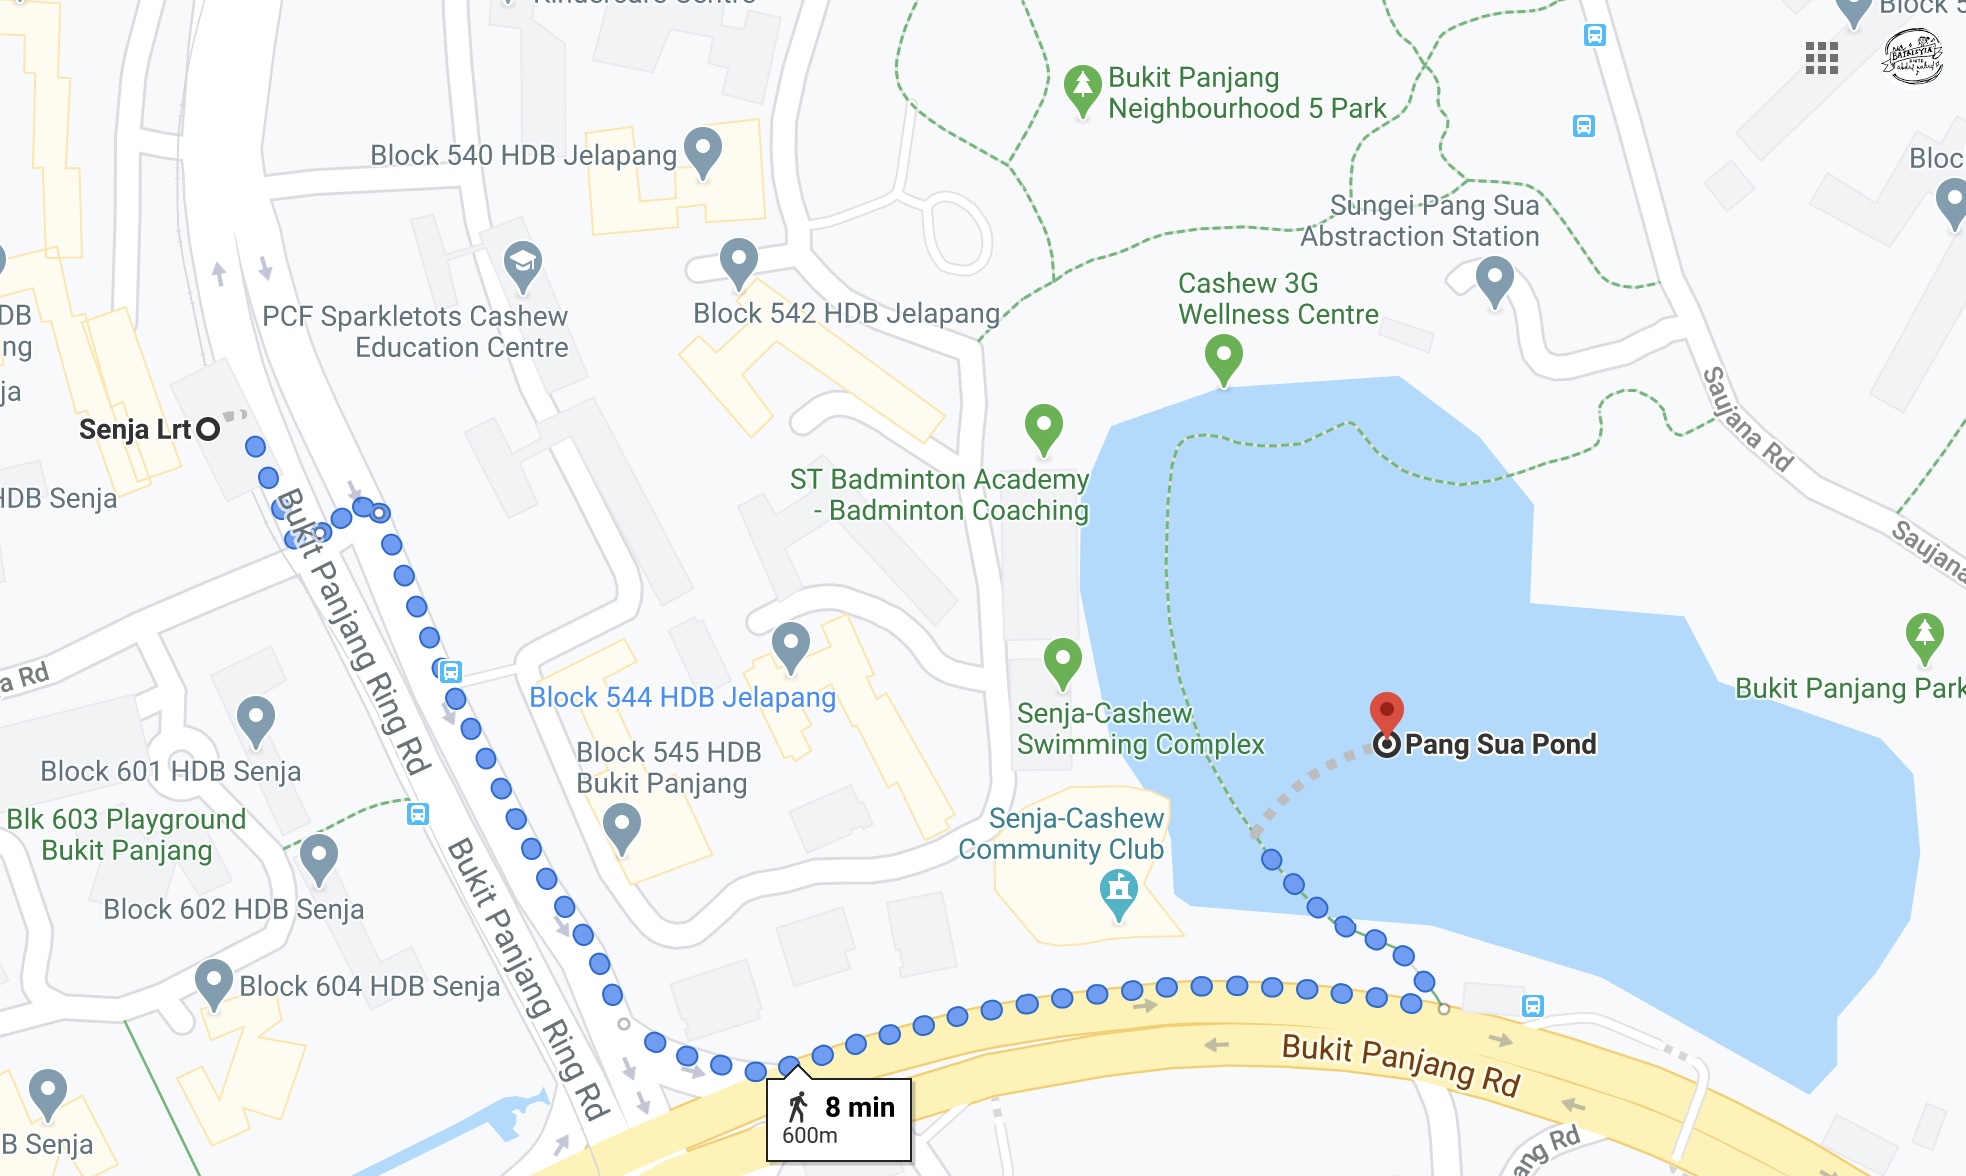 Kindercare Centre
Block 5
Bukit Panjang
Neighbourhood 5 Park
Block 540 HDB Jelapang
Bloc
Sungei Pang Sua
Abstraction Station
PCF Sparkletots Cashew
Education Centre
Block 542 HDB Jelapang
Cashew 3G
Wellness Centre
DB
ng
ja
Senja Lrt
HDB Senja
ST Badminton Academy
- Badminton Coaching
Saujana Rd
Saujana
Bukit Panjang Ring Rd
a Rd
Block 544 HDB Jelapang
Block 545 HDB
Bukit Panjang
Senja-Cashew
Swimming Complex
Pang Sua Pond
Bukit Panjang Park
Block 601 HDB Senja
Blk 603 Playground
Bukit Panjang
Senja-Cashew
Community Club
Block 602 HDB Senja
Bukit Panjang Ring Rd
Block 604 HDB Senja
Bukit Panjang Rd
8 min
600m
B Senja
ang Rd